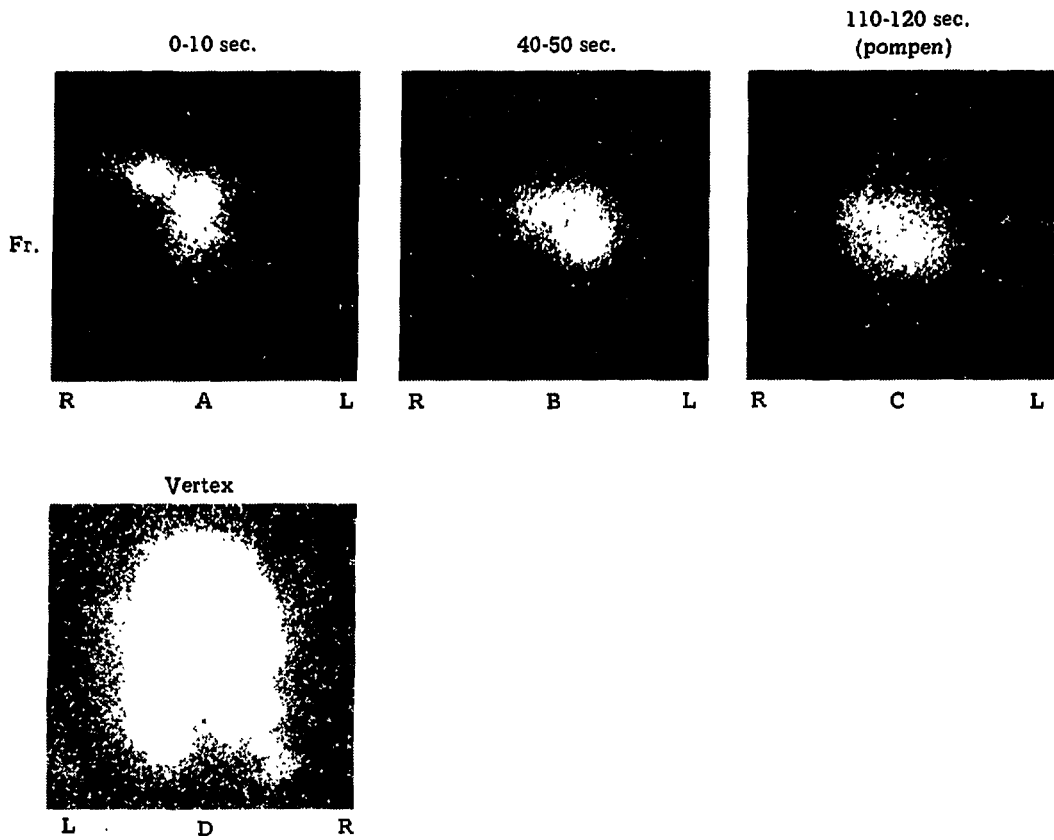 0-10 sec.
40-50 sec.
110-120 sec.
(pompen)
Fr.
R A L
R B L
R C L
Vertex
L D R